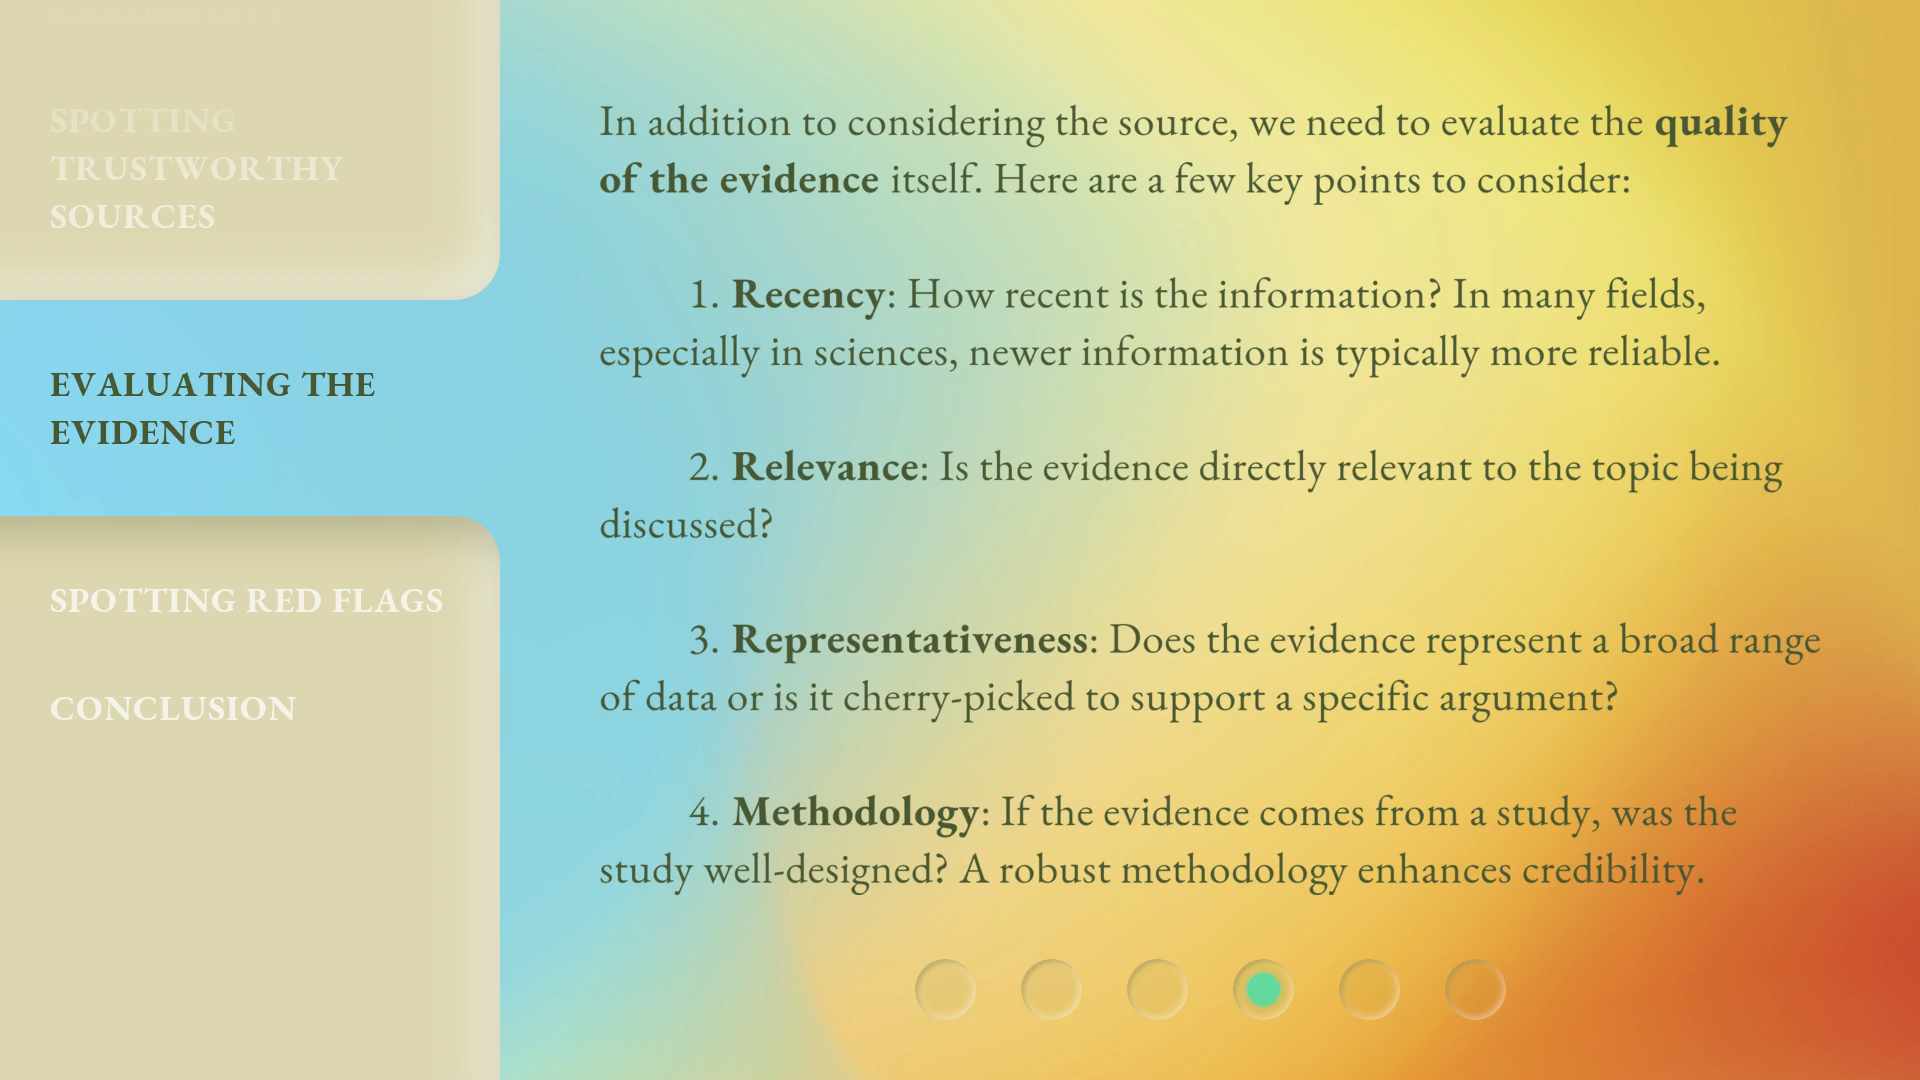 SPOTTING
TRUSTWORTHY
SOURCES
EVALUATING THE
EVIDENCE
SPOTTING RED FLAGS
CONCLUSION
In addition to considering the source, we need to evaluate the quality
of the evidence itself. Here are a few key points to consider:
1. Recency: How recent is the information? In many fields,
especially in sciences, newer information is typically more reliable.
2. Relevance: Is the evidence directly relevant to the topic being
discussed?
3. Representativeness: Does the evidence represent a broad range
of data or is it cherry-picked to support a specific argument?
4. Methodology: If the evidence comes from a study, was the
study well-designed? A robust methodology enhances credibility.